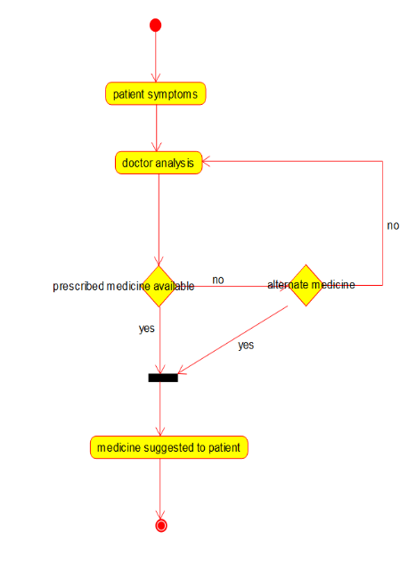 patient symptoms
doctor analysis
no
prescribed medicine available
no
alternate medicine
yes
yes
medicine suggested to patient